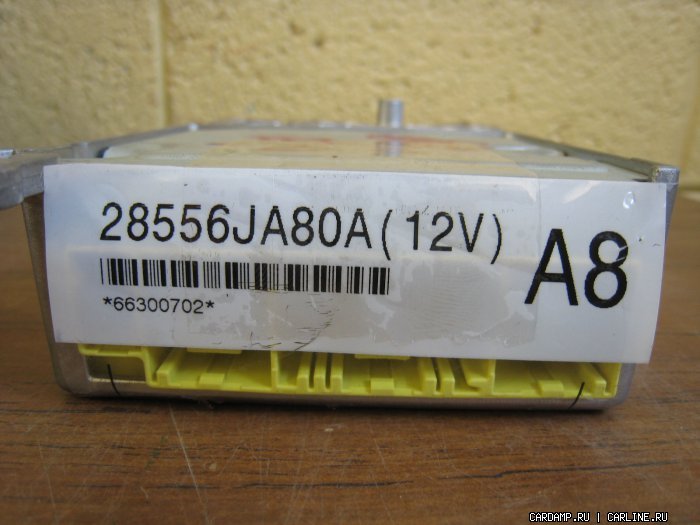 28556JA80A(12V)
A8
*66300702*
CARDAMP.RU | CARLINE.RU